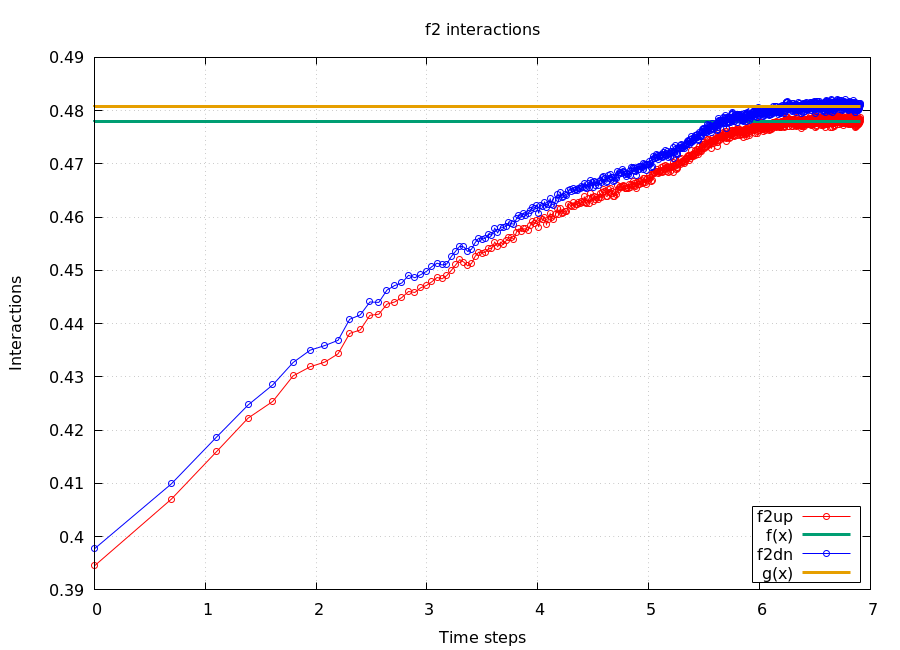 f2 interactions
0.49
0.48
0.47
0.46
0.45
0.44
0.43
0.42
0.41
0.4
0.39
Interactions
0 1 2 3 4 5 6 7
Time steps
f2up
f(x)
f2dn
g(x)